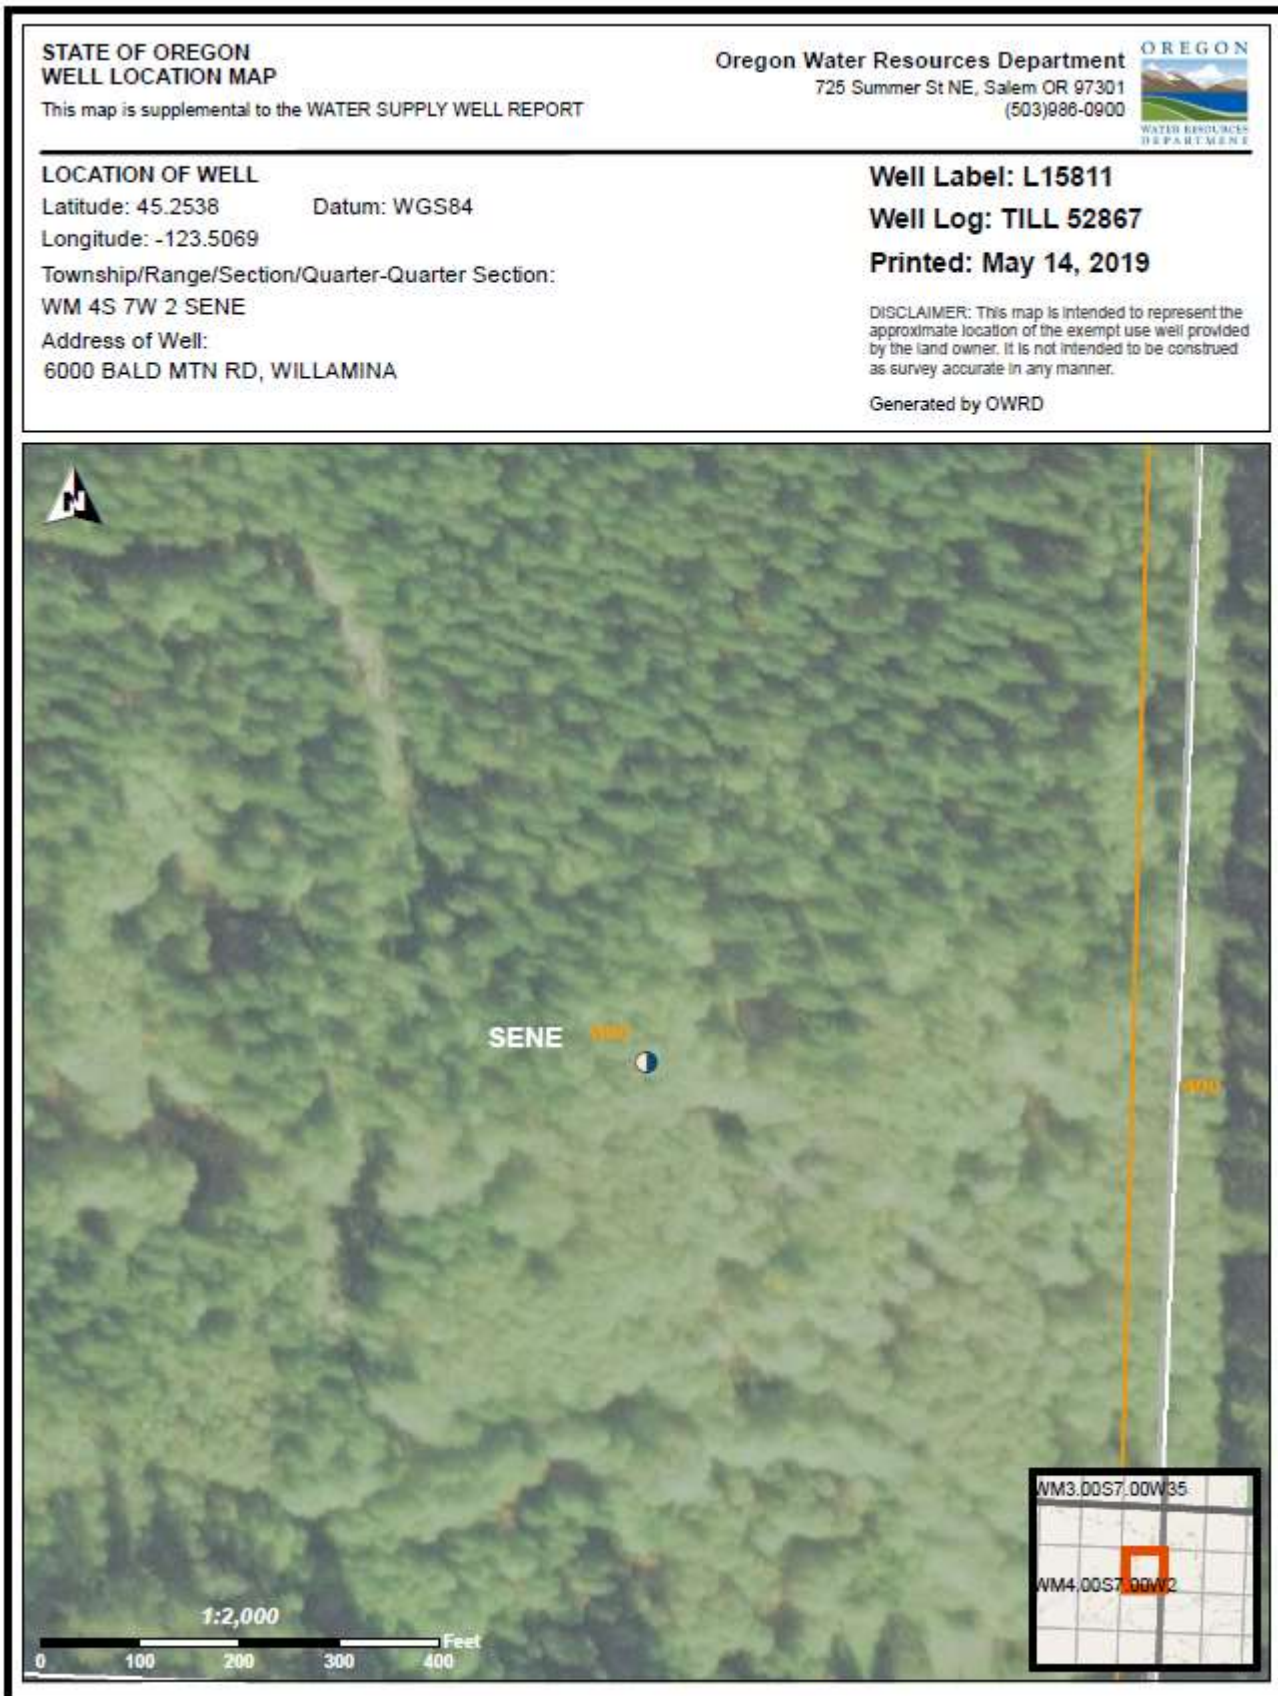 STATE OF OREGON
WELL LOCATION MAP
This map is supplemental to the WATER SUPPLY WELL REPORT
Oregon Water Resources Department
725 Summer St NE, Salem OR 97301
(503)986-0900
OREGON
WATER RESOURCES
DEPARTMENT
LOCATION OF WELL
Latitude: 45.2538 Datum: WGS84
Longitude: -123.5069
Township/Range/Section/Quarter-Quarter Section:
WM 4S 7W 2 SENE
Address of Well:
6000 BALD MTN RD, WILLAMINA
Well Label: L15811
Well Log: TILL 52867
Printed: May 14, 2019
DISCLAIMER: This map is intended to represent the
approximate location of the exempt use well provided
by the land owner. It is not intended to be construed
as survey accurate in any manner.
Generated by OWRD
N
SENE
400
WM3.00S7.00W35
WM4.00S7.00W2
1:2,000
Feet
0 100 200 300 400